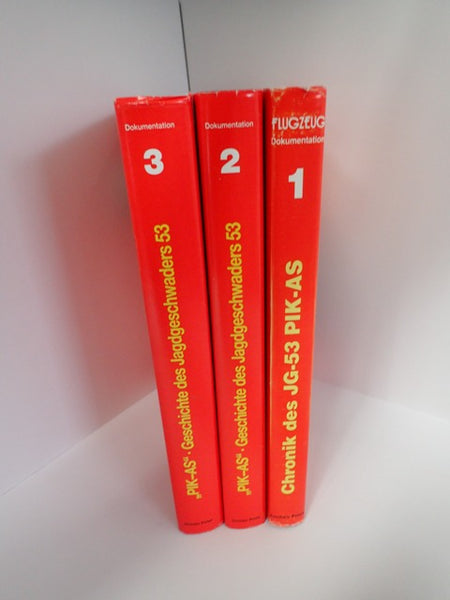 Dokumentation
3
„PIK-AS“ · Geschichte des Jagdgeschwaders 53
Dokumentation
2
„PIK-AS“ · Geschichte des Jagdgeschwaders 53
FLUGZEUG
Dokumentation
1
Chronik des JG-53 PIK-AS